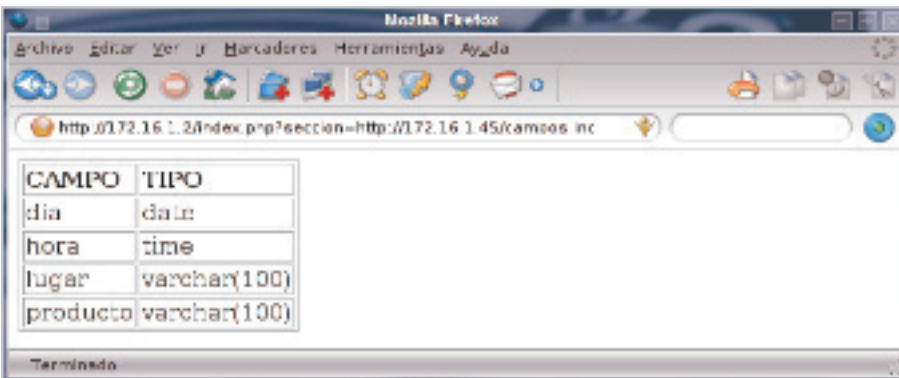 Mozilla Firefox
Archivo Editar Ver Ir Marcadores Herramientas Ayuda
http://172.16.1.2/index.php?seccion=http://172.16.1.45/campos.inc
CAMPO TIPO
dia date
hora time
lugar varchar(100)
producto varchar(100)
Terminado